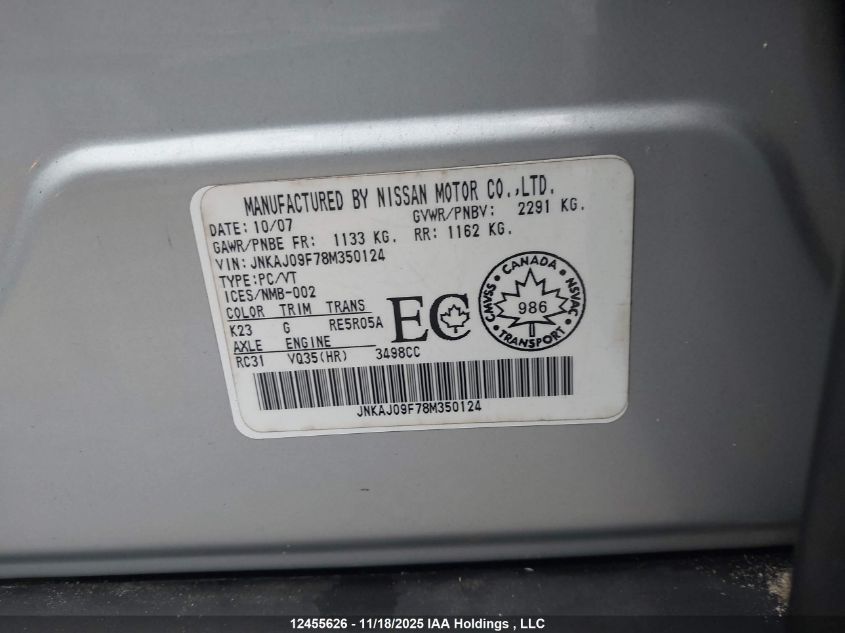 MANUFACTURED BY NISSAN MOTOR CO.,LTD.
DATE: 10/07 GVWR/PNBV: 2291 KG.
GAWR/PNBE FR: 1133 KG. RR: 1162 KG.
VIN: JNKAJ09F78M350124
TYPE: PC/VT
ICES/NMB-002
COLOR TRIM TRANS
K23 G RE5R05A
AXLE ENGINE
RC31 VQ35(HR) 3498CC
EC
CANADA
CMVSS NSVAC
986
TRANSPORT
JNKAJ09F78M350124
12455626 - 11/18/2025 IAA Holdings , LLC